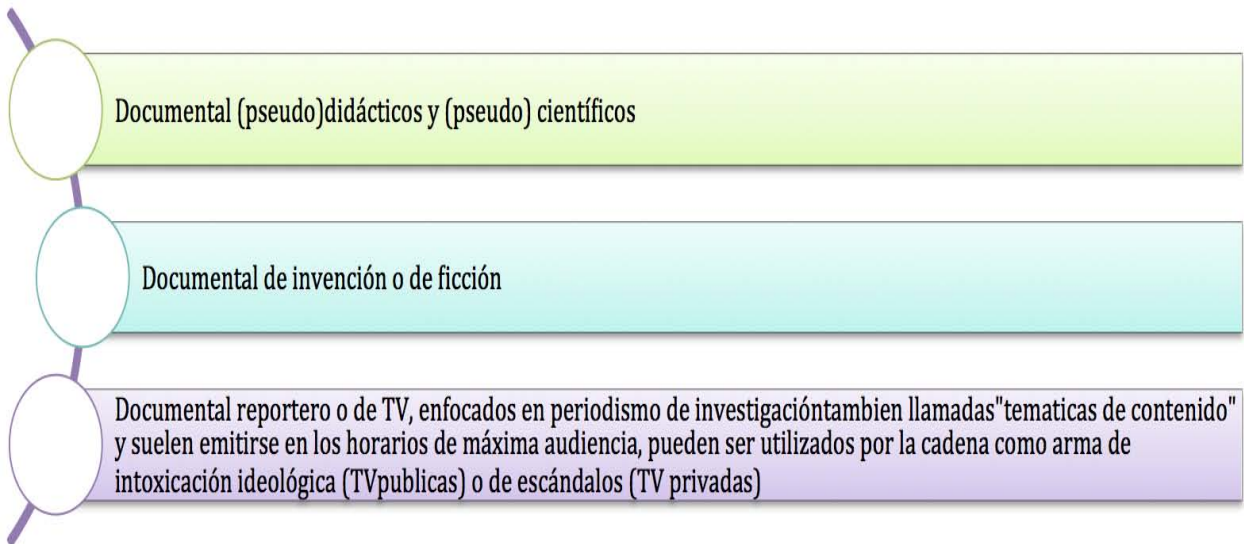 Documental (pseudo)didácticos y (pseudo) científicos
Documental de invención o de ficción
Documental reportero o de TV, enfocados en periodismo de investigacióntambien llamadas"tematicas de contenido"
y suelen emitirse en los horarios de máxima audiencia, pueden ser utilizados por la cadena como arma de
intoxicación ideológica (TVpublicas) o de escándalos (TV privadas)